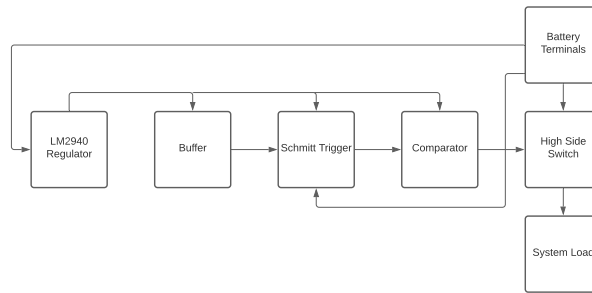 Battery
Terminals
LM2940
Regulator
Buffer
Schmitt Trigger
Comparator
High Side
Switch
System Load